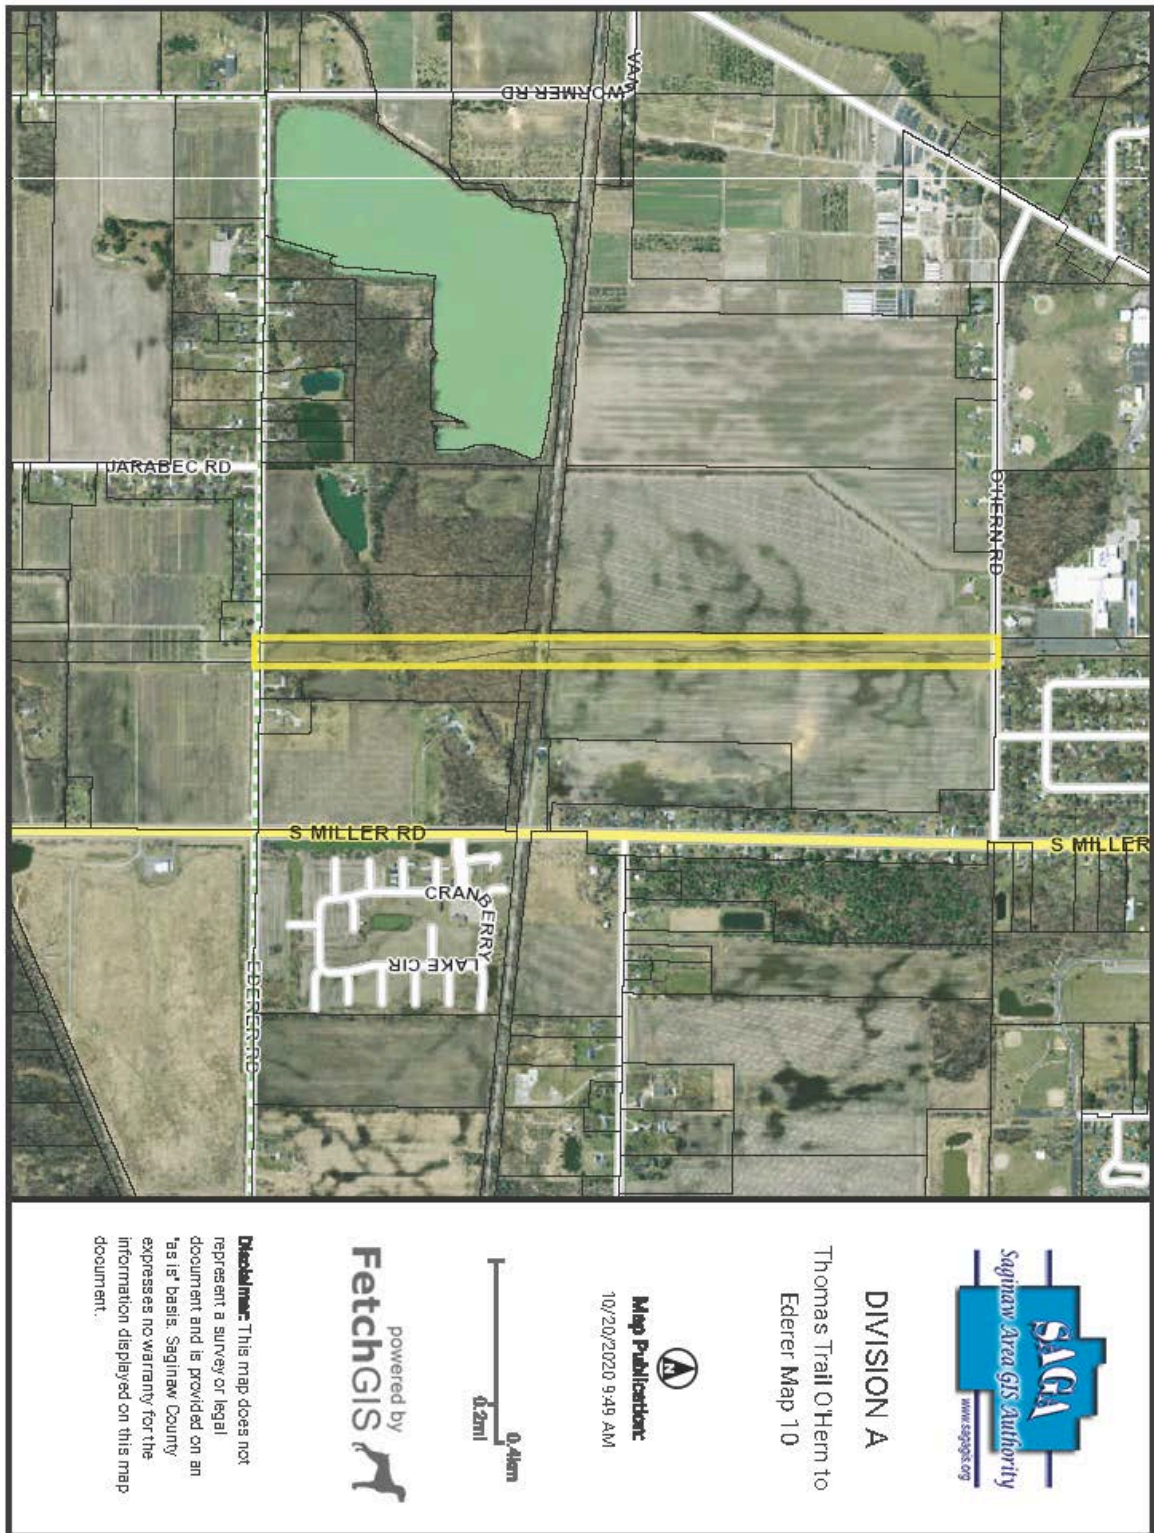 VAN WORMER RD
JARABEC RD
O'HERN RD
S MILLER RD
S MILLER
CRANBERRY
LAKE CIR
EDERER RD
SAGA
Saginaw Area GIS Authority
www.sagagis.org
DIVISION A
Thomas Trail O'Hern to
Ederer Map 10
N
Map Publication:
10/20/2020 9:49 AM
0.4km
0.2mi
powered by
FetchGIS
Disclaimer: This map does not
represent a survey or legal
document and is provided on an
"as is" basis. Saginaw County
expresses no warranty for the
information displayed on this map
document.